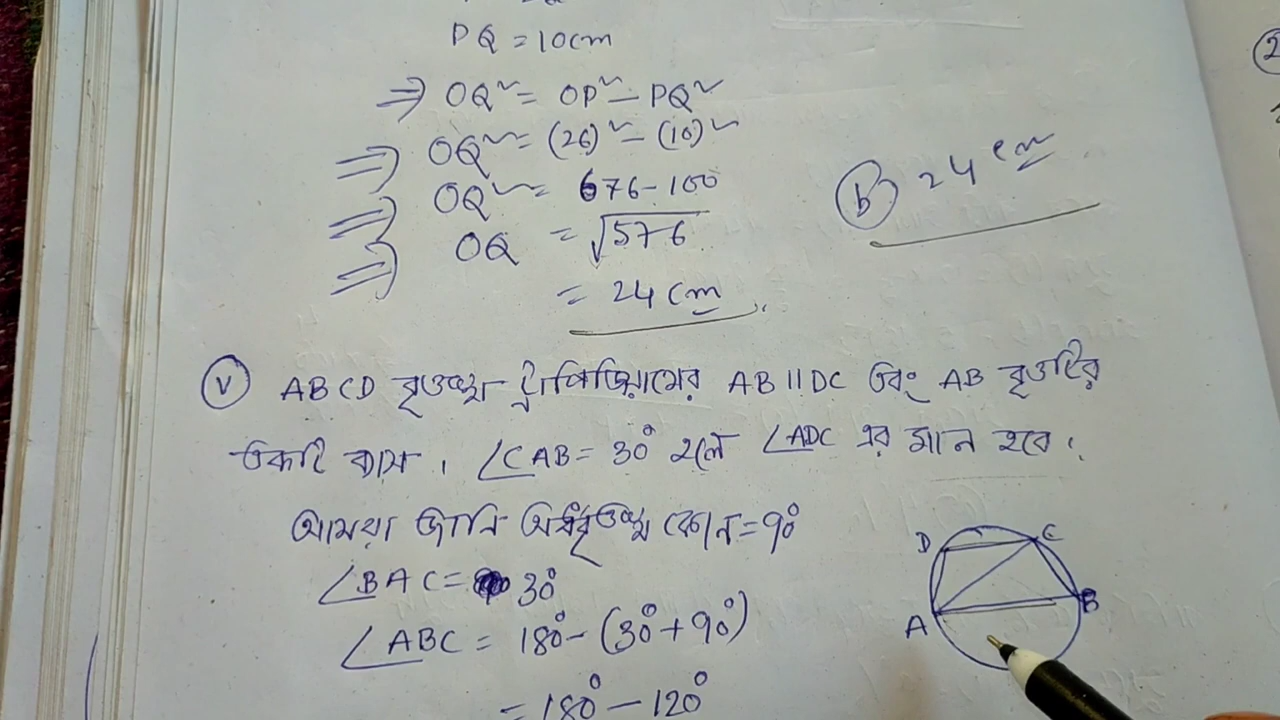 PQ = 10cm
⇒ OQ² = OP² - PQ²
⇒ OQ² = (26)² - (10)²
⇒ OQ² = 676 - 100
⇒ OQ = √576
= 24 cm
(b) 24 cm
(v) ABCD বৃত্তস্থ ট্রাপিজিয়ামের AB || DC এবং AB বৃত্তটির
একটি ব্যাস। ∠CAB = 30° হলে ∠ADC এর মান হবে।
আমরা জানি অর্ধবৃত্তস্থ কোন = 90°
∠BAC = 30°
∠ABC = 180° - (30° + 90°)
= 180° - 120°
D C
A B